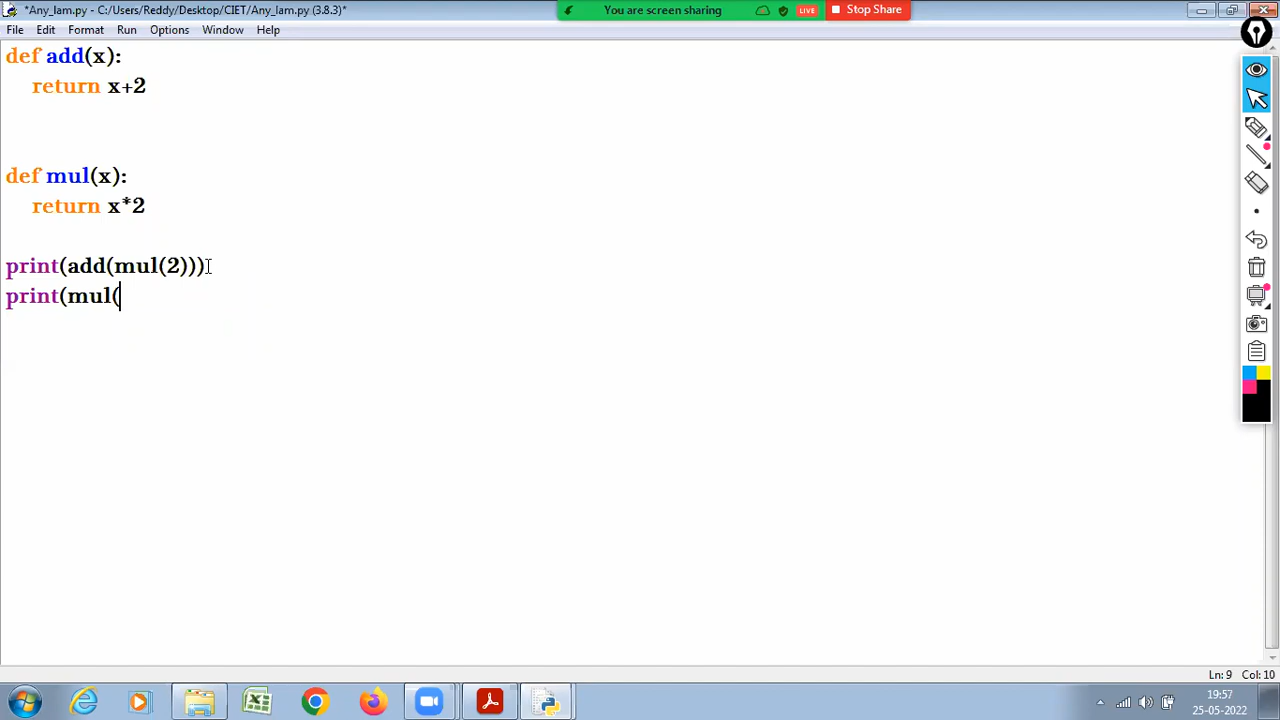 *Any_lam.py - C:/Users/Reddy/Desktop/CIET/Any_lam.py (3.8.3)*
You are screen sharing
LIVE
Stop Share
File Edit Format Run Options Window Help
def add(x):
    return x+2
def mul(x):
    return x*2
print(add(mul(2)))
print(mul(
Ln: 9 Col: 10
19:57
25-05-2022